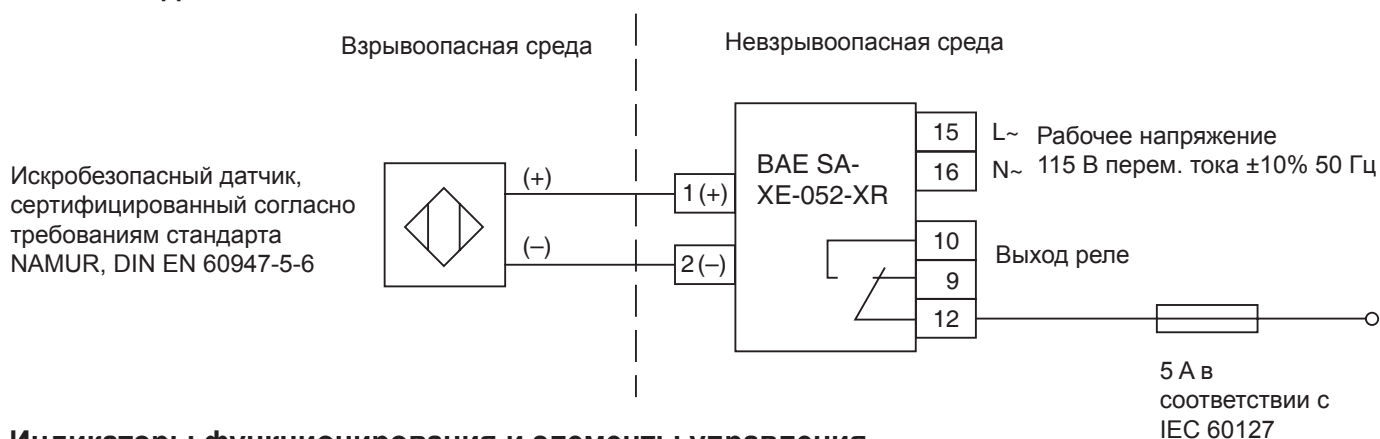 Взрывоопасная среда
Невзрывоопасная среда
Искробезопасный датчик,
сертифицированный согласно
требованиям стандарта
NAMUR, DIN EN 60947-5-6
(+)
(–)
1 (+)
2 (–)
BAE SA-
XE-052-XR
15 L~ Рабочее напряжение
16 N~ 115 В перем. тока ±10% 50 Гц
10
9
12
Выход реле
5 А в
соответствии с
IEC 60127